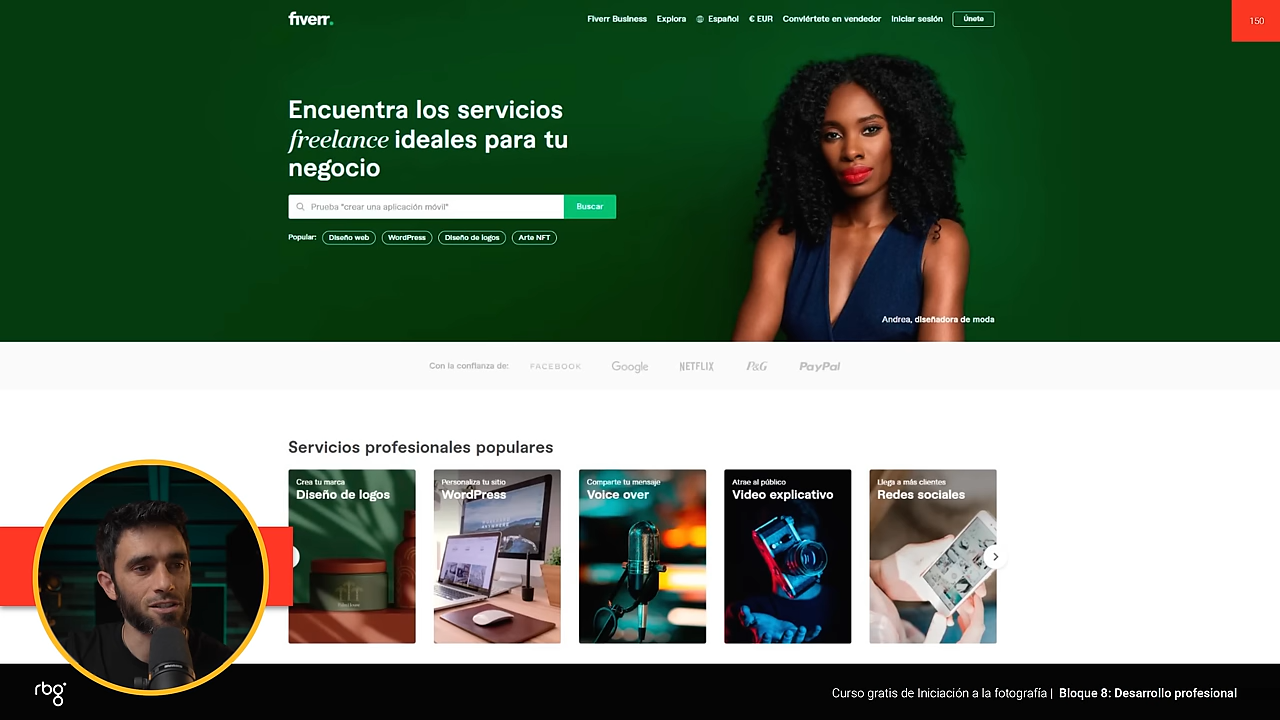 fiverr.
Fiverr Business Explora Español € EUR Conviértete en vendedor Iniciar sesión Únete
150
Encuentra los servicios
freelance ideales para tu
negocio
Prueba "crear una aplicación móvil" Buscar
Popular: Diseño web WordPress Diseño de logos Arte NFT
Andrea, diseñadora de moda
Con la confianza de: FACEBOOK Google NETFLIX P&G PayPal
Servicios profesionales populares
Crea tu marca
Diseño de logos
Personaliza tu sitio
WordPress
Comparte tu mensaje
Voice over
Atrae al público
Video explicativo
Llega a más clientes
Redes sociales
rbg
Curso gratis de Iniciación a la fotografía | Bloque 8: Desarrollo profesional